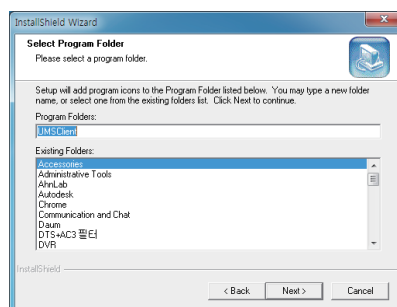 InstallShield Wizard
Select Program Folder
Please select a program folder.
Setup will add program icons to the Program Folder listed below. You may type a new folder
name, or select one from the existing folders list. Click Next to continue.
Program Folders:
UMSClient
Existing Folders:
Accessories
Administrative Tools
AhnLab
Autodesk
Chrome
Communication and Chat
Daum
DTS+AC3 필터
DVR
InstallShield
< Back
Next >
Cancel